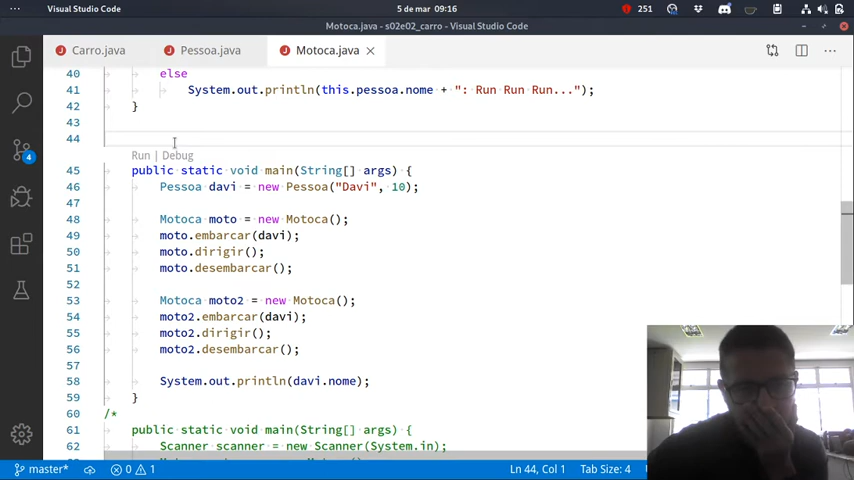 Visual Studio Code
5 de mar 09:16
251
Motoca.java - s02e02_carro - Visual Studio Code
Carro.java
Pessoa.java
Motoca.java
40 else
41 System.out.println(this.pessoa.nome + ": Run Run Run...");
42 }
43
44
Run | Debug
45 public static void main(String[] args) {
46 Pessoa davi = new Pessoa("Davi", 10);
47
48 Motoca moto = new Motoca();
49 moto.embarcar(davi);
50 moto.dirigir();
51 moto.desembarcar();
52
53 Motoca moto2 = new Motoca();
54 moto2.embarcar(davi);
55 moto2.dirigir();
56 moto2.desembarcar();
57
58 System.out.println(davi.nome);
59 }
60 /*
61 public static void main(String[] args) {
62 Scanner scanner = new Scanner(System.in);
4
master* 0 1 Ln 44, Col 1 Tab Size: 4